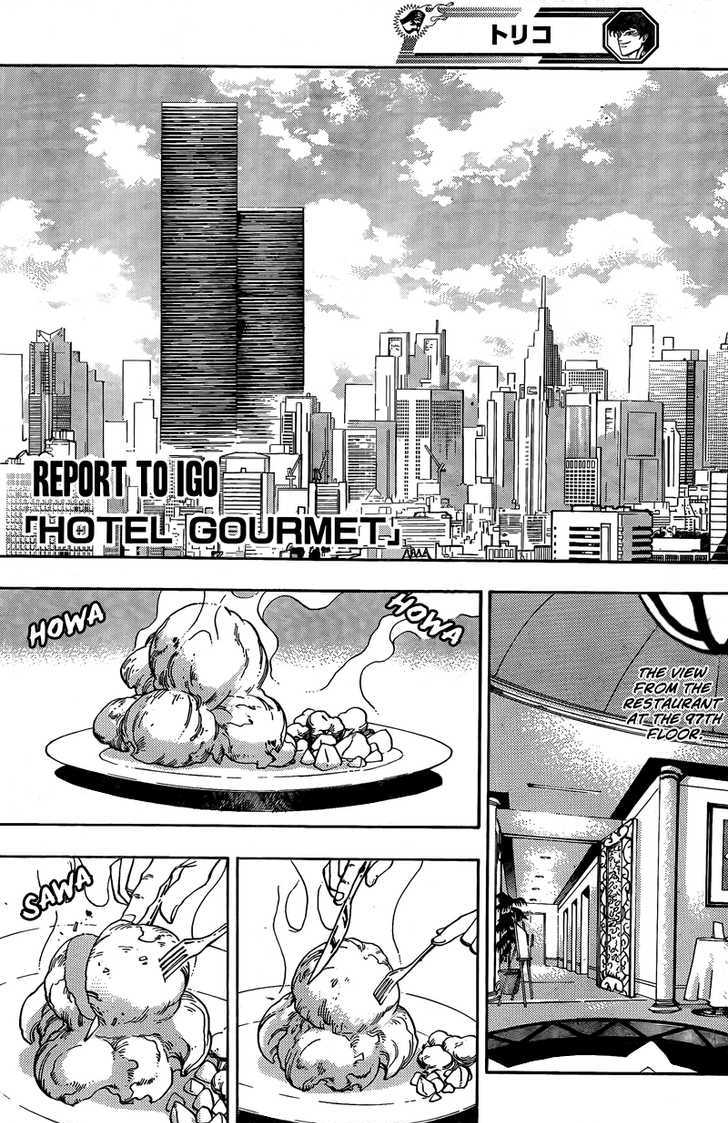 トリコ
REPORT TO IGO
「HOTEL GOURMET」
THE VIEW
FROM THE
RESTAURANT
AT THE 97TH
FLOOR.
HOWA
HOWA
SAWA